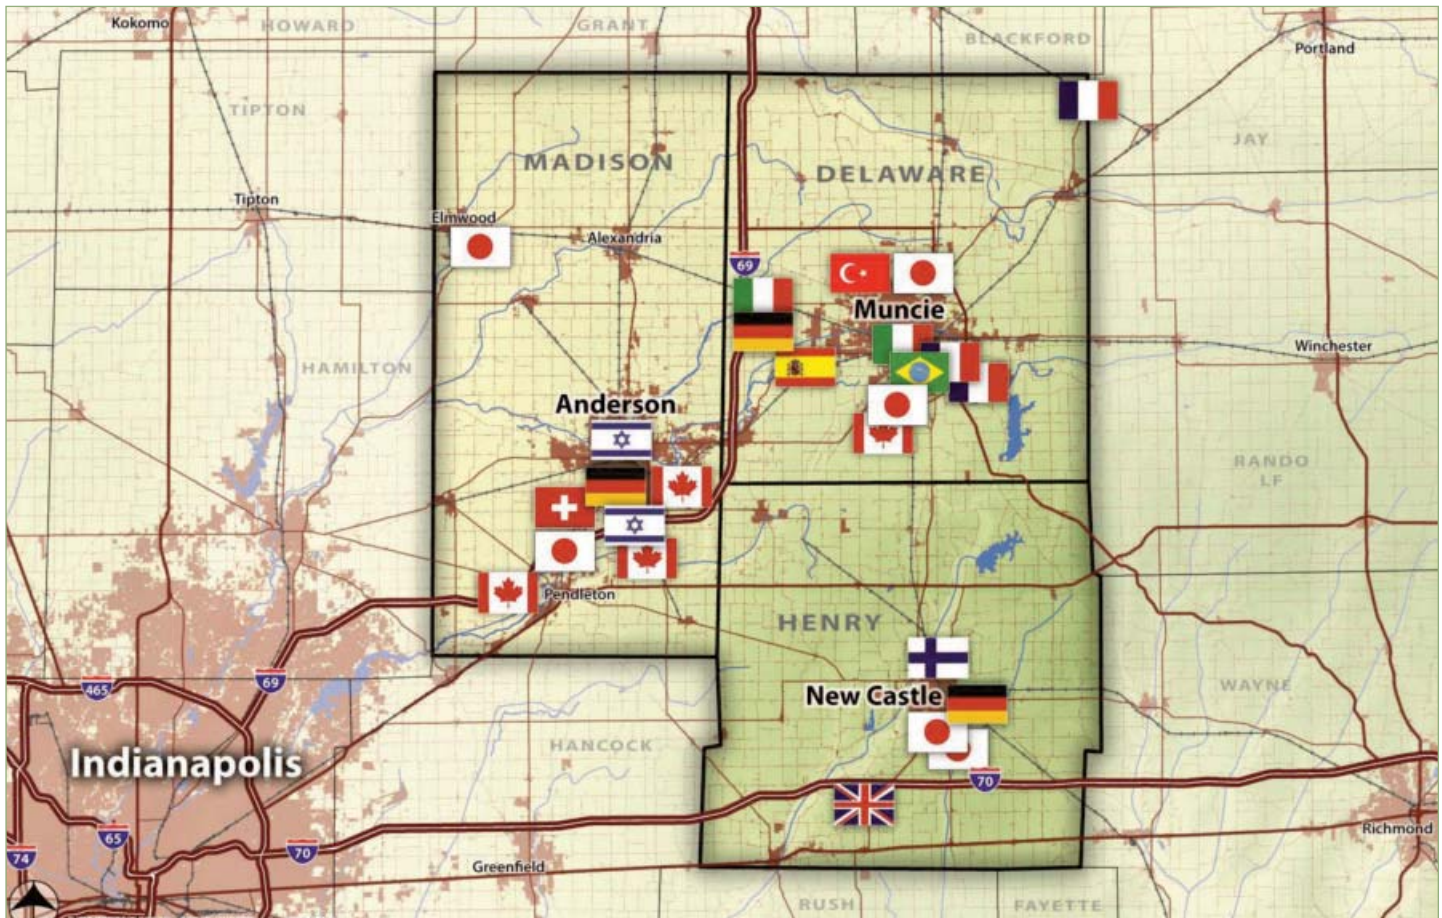 Kokomo
HOWARD
GRANT
BLACKFORD
Portland
TIPTON
JAY
MADISON
DELAWARE
Tipton
Elmwood
Alexandria
69
Muncie
Winchester
HAMILTON
Anderson
RANDO
LF
Pendleton
HENRY
69
465
New Castle
WAYNE
HANCOCK
Indianapolis
70
65
70
74
Greenfield
Richmond
RUSH
FAYETTE